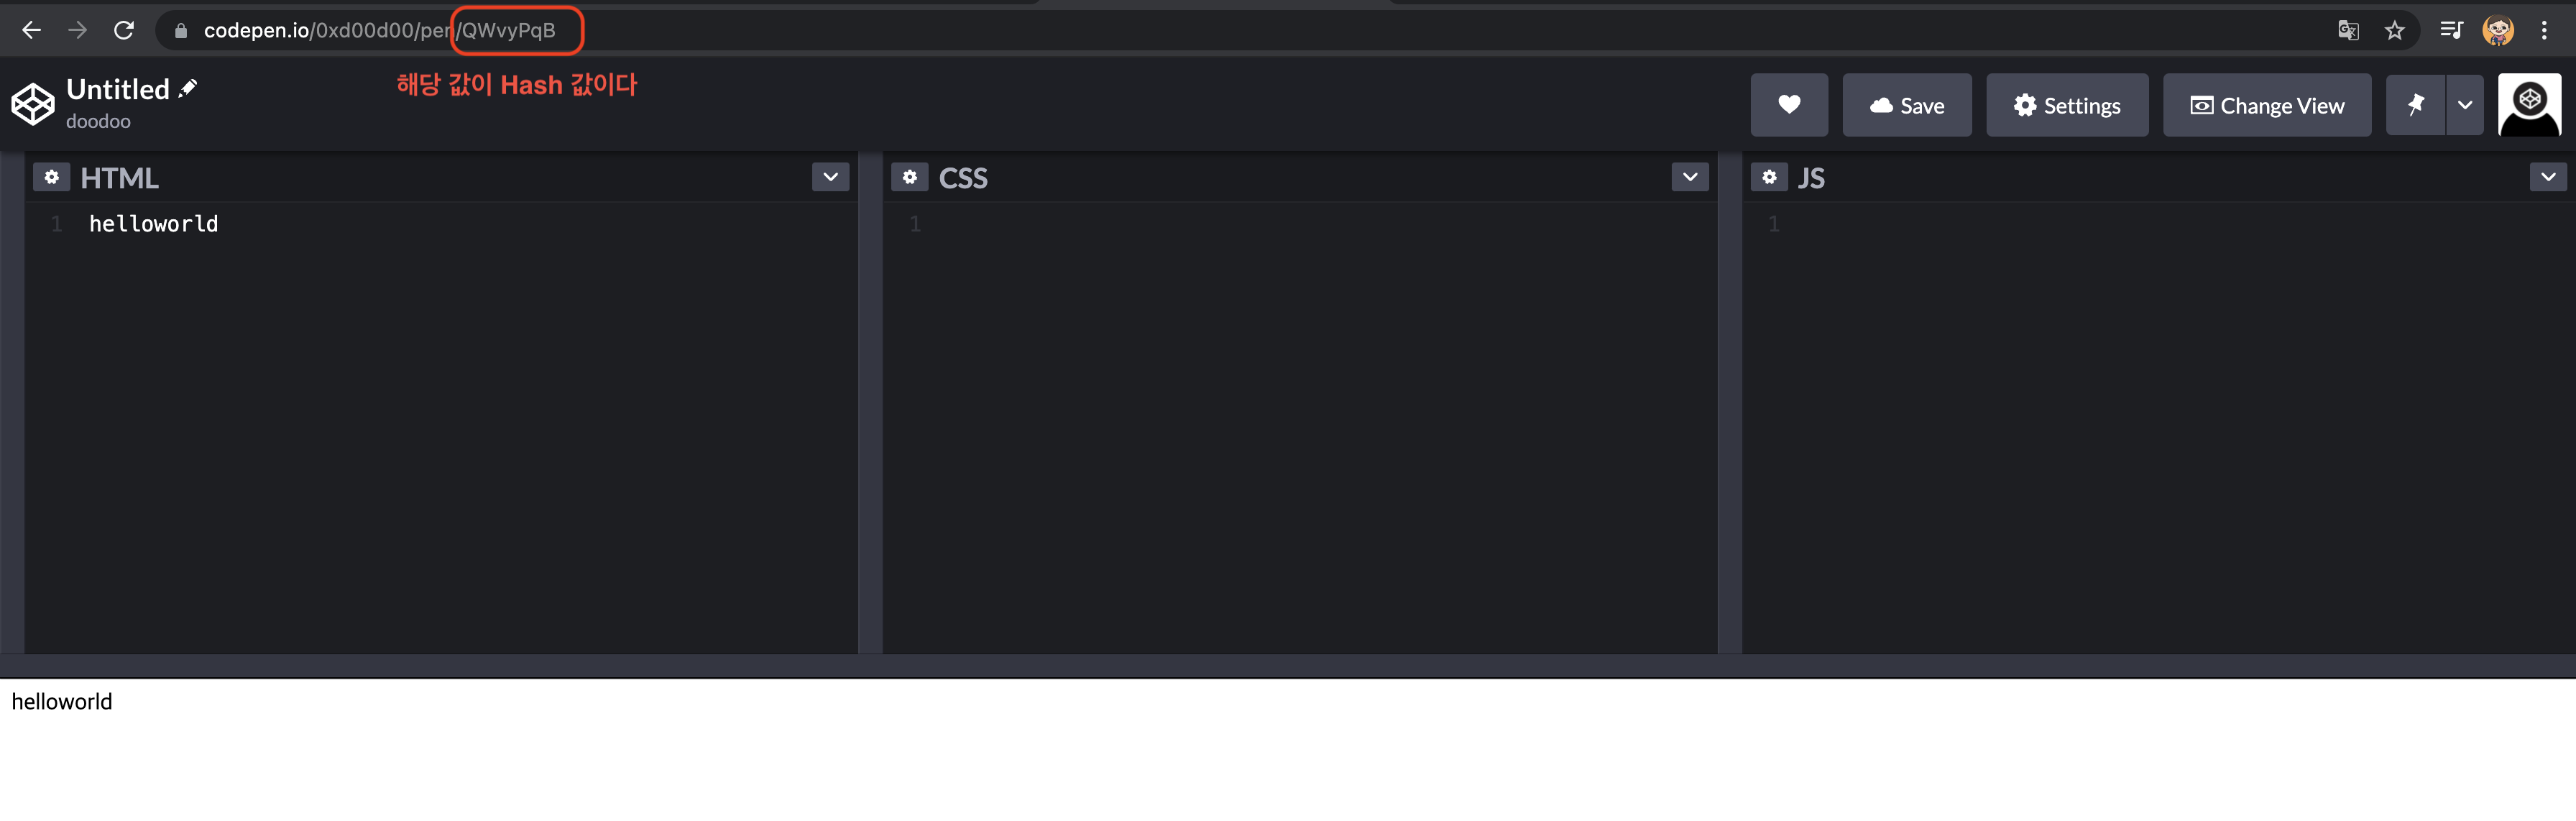 codepen.io/0xd00d00/pen/QWvyPqB
해당 값이 Hash 값이다
Untitled
doodoo
Save
Settings
Change View
HTML
CSS
JS
1 helloworld
1
1
helloworld